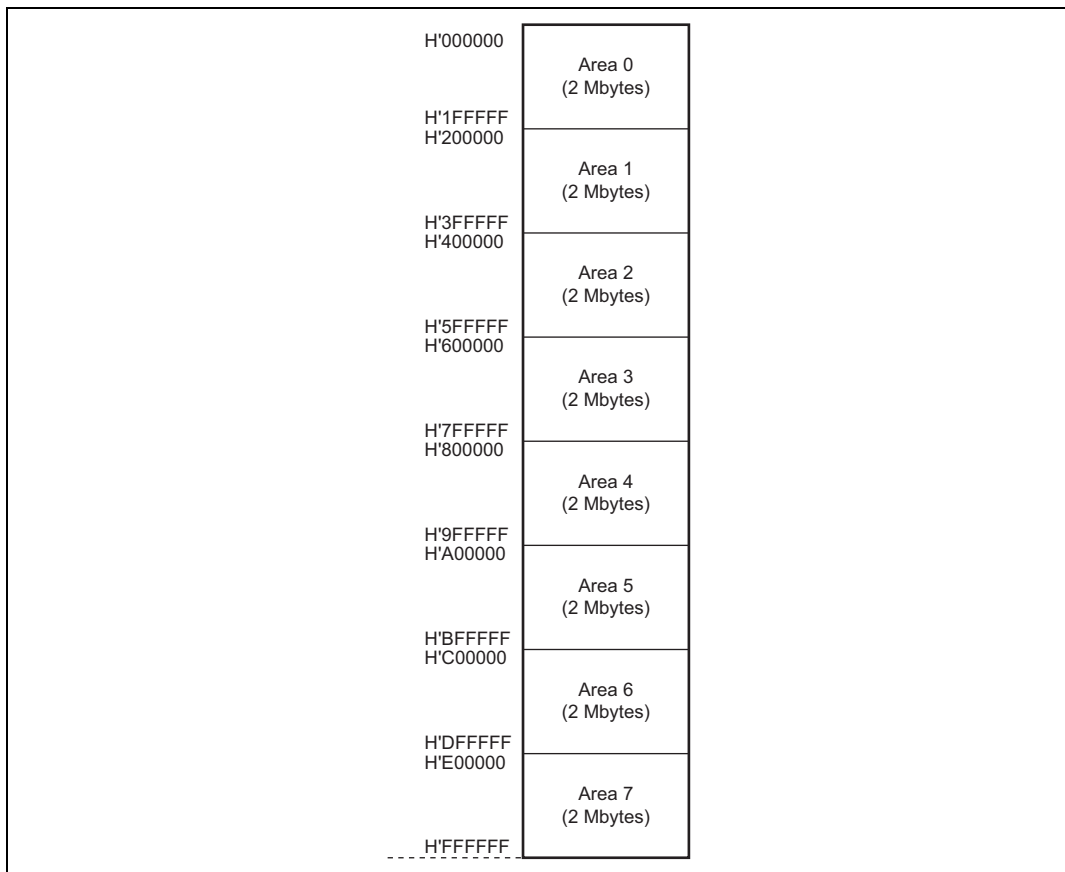 H'000000
Area 0
(2 Mbytes)
H'1FFFFF
H'200000
Area 1
(2 Mbytes)
H'3FFFFF
H'400000
Area 2
(2 Mbytes)
H'5FFFFF
H'600000
Area 3
(2 Mbytes)
H'7FFFFF
H'800000
Area 4
(2 Mbytes)
H'9FFFFF
H'A00000
Area 5
(2 Mbytes)
H'BFFFFF
H'C00000
Area 6
(2 Mbytes)
H'DFFFFF
H'E00000
Area 7
(2 Mbytes)
H'FFFFFF